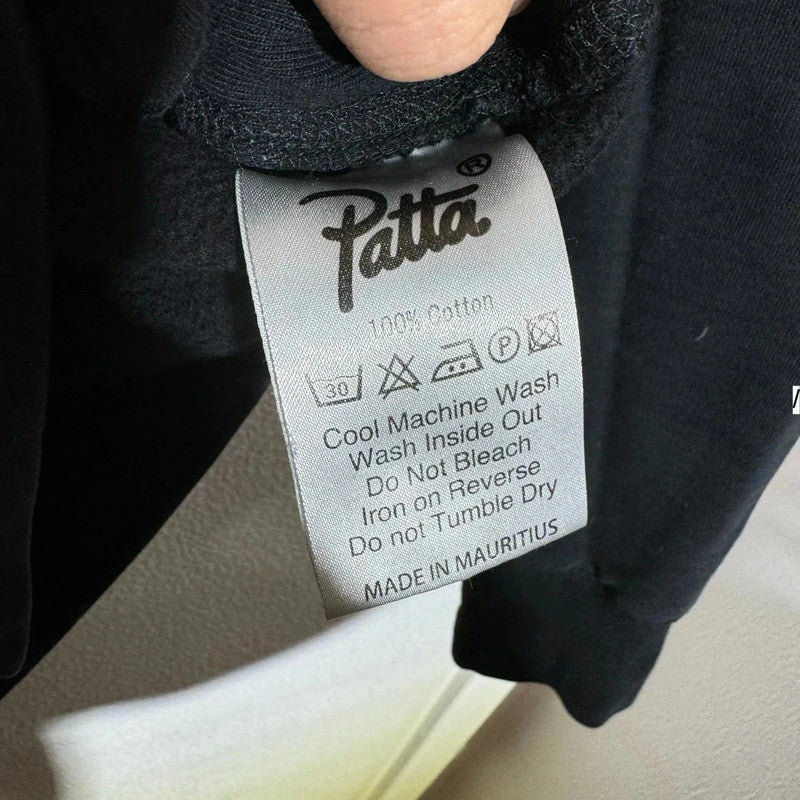 Patta®
100% Cotton
30 P
Cool Machine Wash
Wash Inside Out
Do Not Bleach
Iron on Reverse
Do not Tumble Dry
MADE IN MAURITIUS